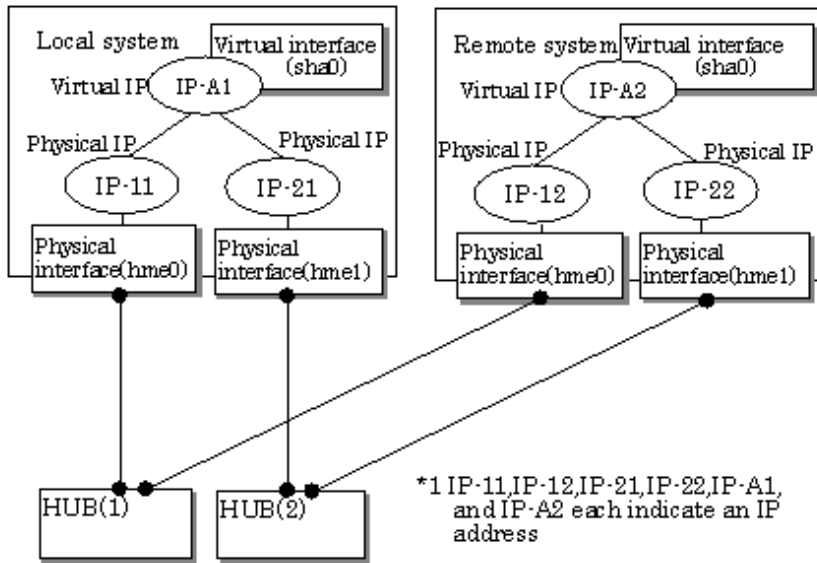 Local system
Virtual interface
(sha0)
Virtual IP
IP-A1
Physical IP
Physical IP
IP-11
IP-21
Physical
interface(hme0)
Physical
interface(hme1)
Remote system
Virtual interface
(sha0)
Virtual IP
IP-A2
Physical IP
Physical IP
IP-12
IP-22
Physical
interface(hme0)
Physical
interface(hme1)
HUB(1)
HUB(2)
*1 IP-11,IP-12,IP-21,IP-22,IP-A1,
and IP-A2 each indicate an IP
address